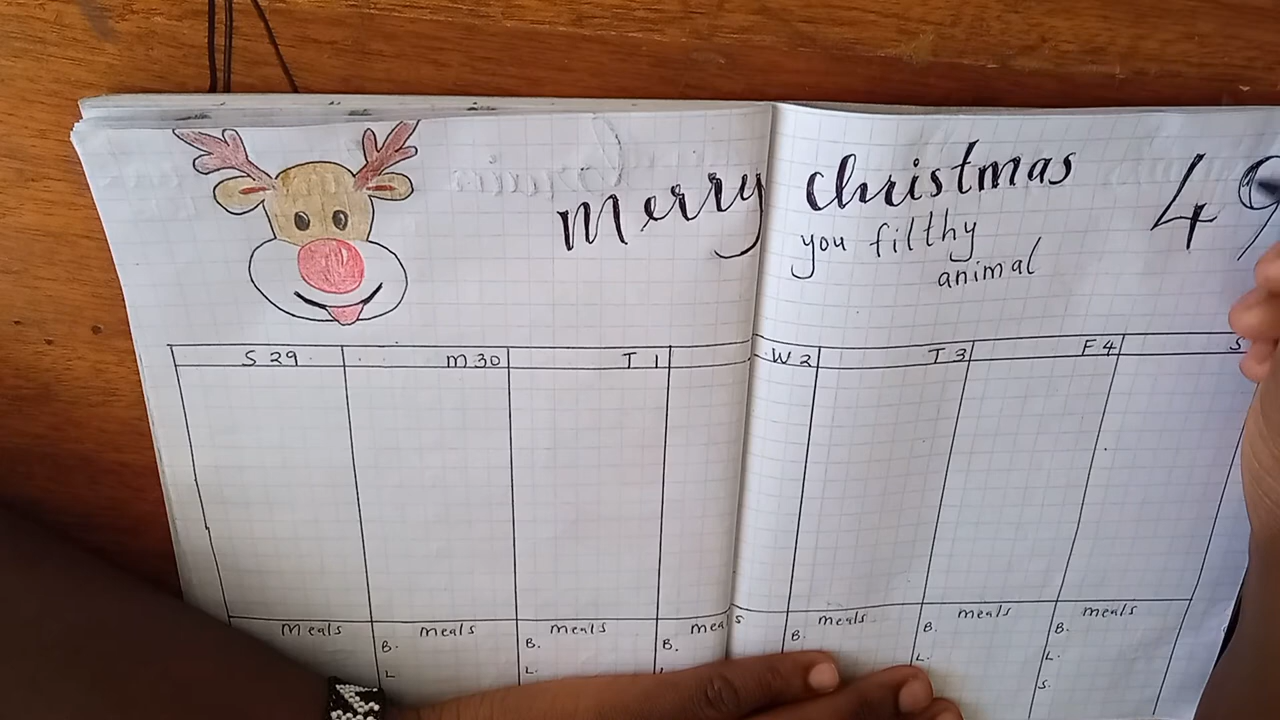 merry christmas 49
you filthy
animal
S 29 m 30 T 1 W 2 T 3 F 4 S
meals meals meals meals meals meals meals
B. B. B. B. B. B.
L L. L. L.
S.